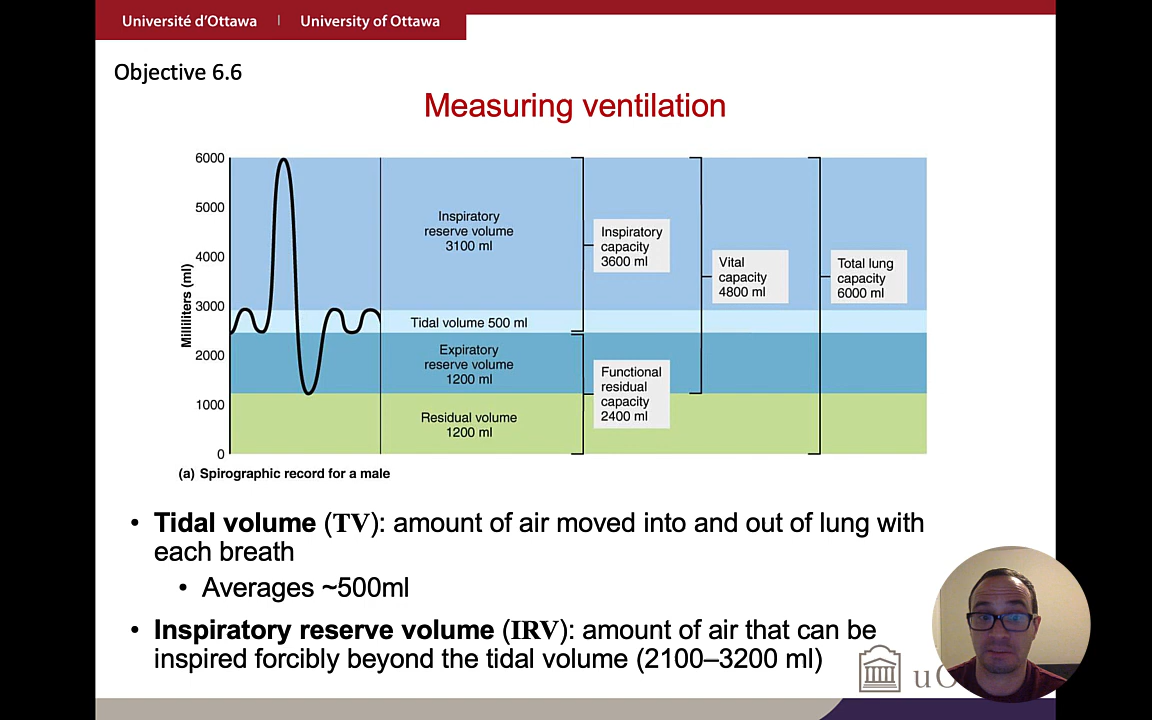 Université d'Ottawa | University of Ottawa
Objective 6.6
Measuring ventilation
6000
5000
4000
3000
2000
1000
0
Milliliters (ml)
Inspiratory
reserve volume
3100 ml
Tidal volume 500 ml
Expiratory
reserve volume
1200 ml
Residual volume
1200 ml
Inspiratory
capacity
3600 ml
Functional
residual
capacity
2400 ml
Vital
capacity
4800 ml
Total lung
capacity
6000 ml
(a) Spirographic record for a male
• Tidal volume (TV): amount of air moved into and out of lung with
each breath
• Averages ~500ml
• Inspiratory reserve volume (IRV): amount of air that can be
inspired forcibly beyond the tidal volume (2100–3200 ml)